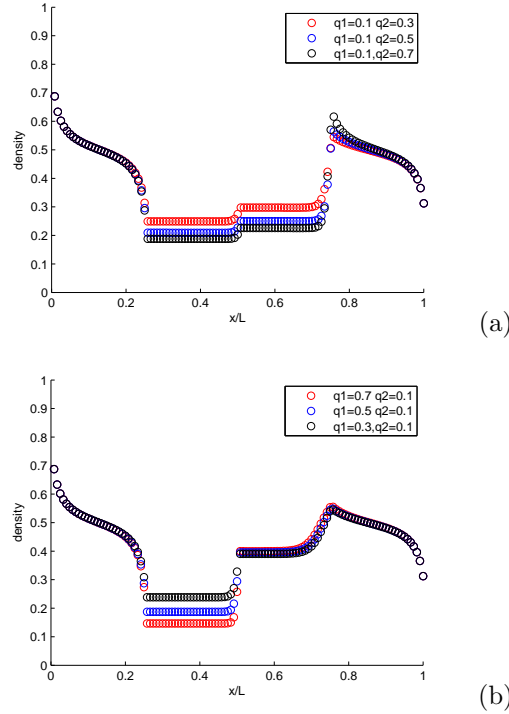 1
0.9
0.8
0.7
0.6
0.5
0.4
0.3
0.2
0.1
0
density
0 0.2 0.4 0.6 0.8 1
x/L
q1=0.1 q2=0.3
q1=0.1 q2=0.5
q1=0.1,q2=0.7
(a)
1
0.9
0.8
0.7
0.6
0.5
0.4
0.3
0.2
0.1
0
density
0 0.2 0.4 0.6 0.8 1
x/L
q1=0.7 q2=0.1
q1=0.5 q2=0.1
q1=0.3,q2=0.1
(b)